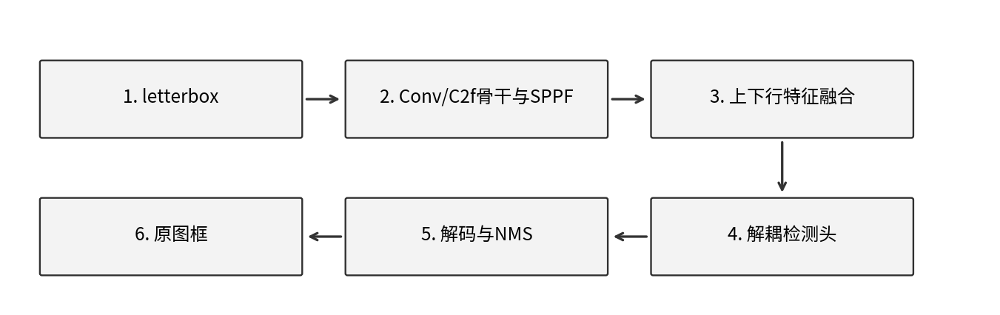 1. letterbox
2. Conv/C2f骨干与SPPF
3. 上下行特征融合
4. 解耦检测头
5. 解码与NMS
6. 原图框